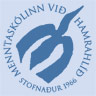 MENNTASKÓLINN VIÐ HAMRAHLÍÐ
STOFNAÐUR 1966